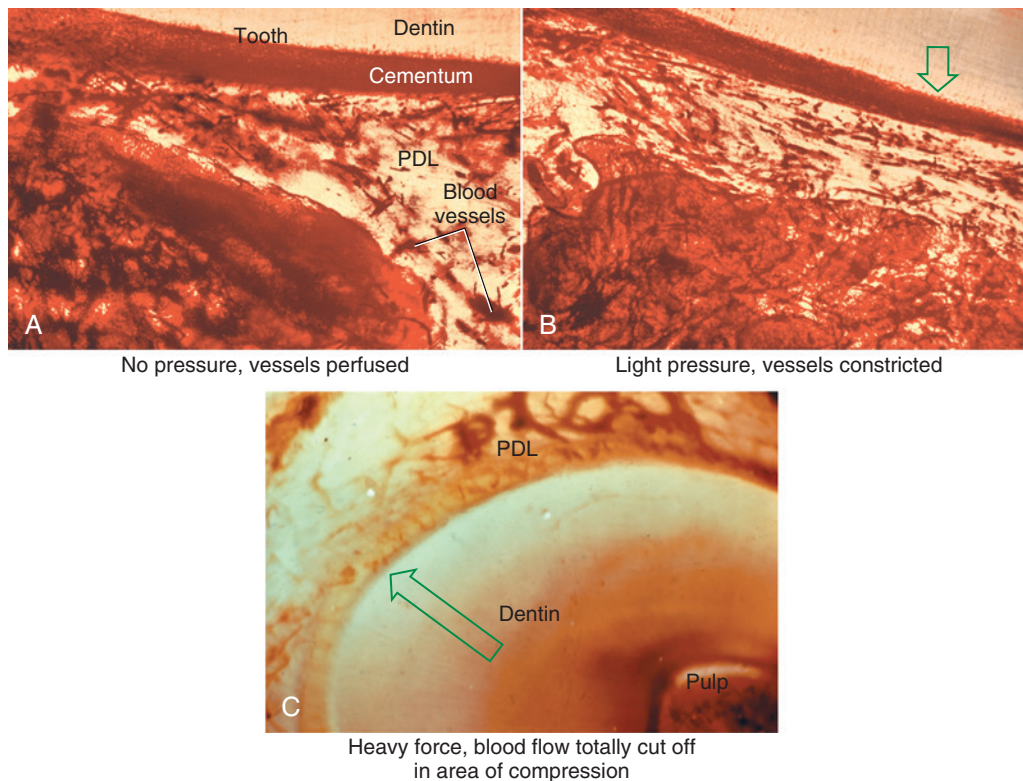 Tooth
Dentin
Cementum
PDL
Blood
vessels
A
B
No pressure, vessels perfused
Light pressure, vessels constricted
PDL
Dentin
Pulp
C
Heavy force, blood flow totally cut off
in area of compression